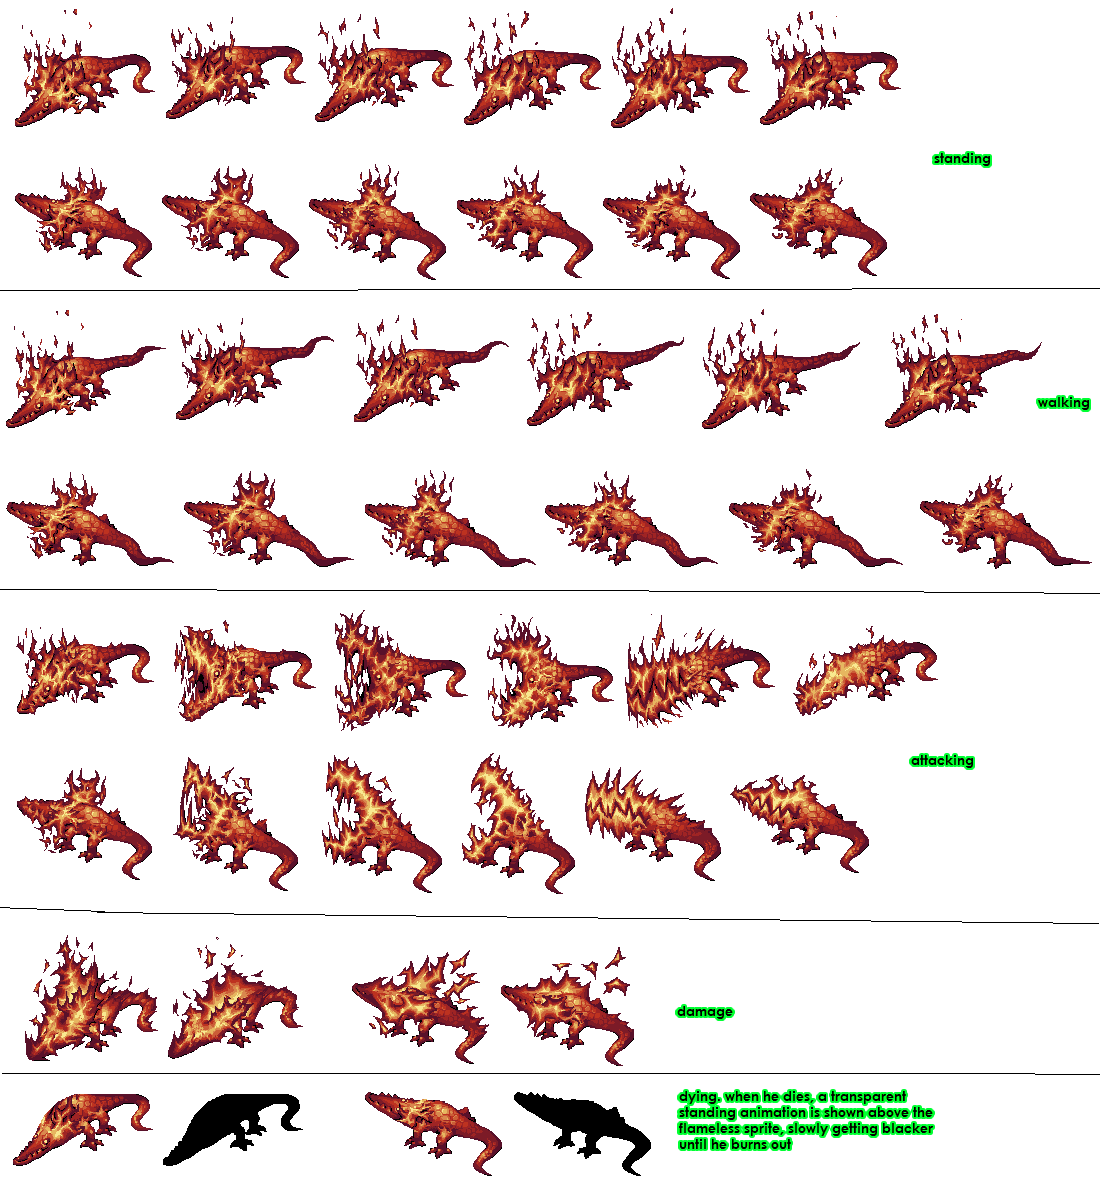 standing
walking
attacking
damage
dying. when he dies, a transparent
standing animation is shown above the
flameless sprite, slowly getting blacker
until he burns out